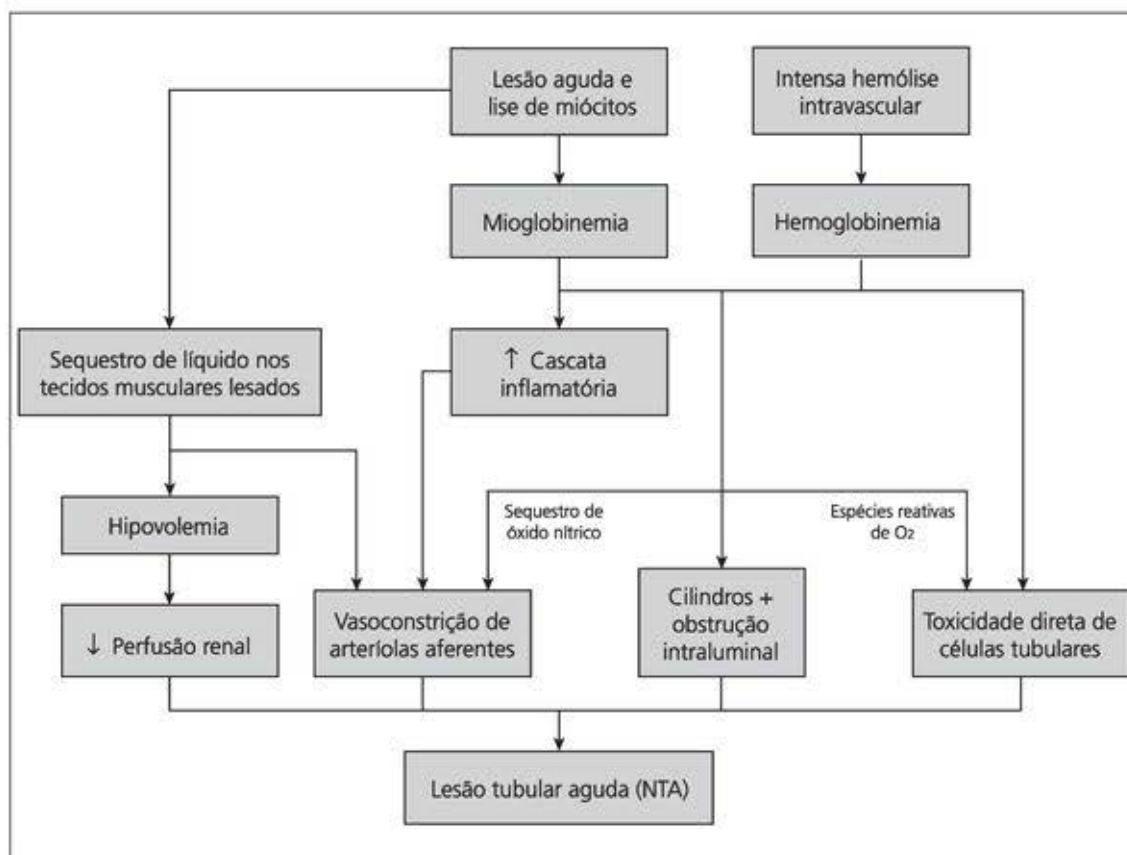 Lesão aguda e
lise de miócitos
Intensa hemólise
intravascular
Mioglobinemia
Hemoglobinemia
Sequestro de líquido nos
tecidos musculares lesados
↑ Cascata
inflamatória
Hipovolemia
Sequestro de
óxido nítrico
Espécies reativas
de O2
↓ Perfusão renal
Vasoconstrição de
arteríolas aferentes
Cilindros +
obstrução
intraluminal
Toxicidade direta de
células tubulares
Lesão tubular aguda (NTA)